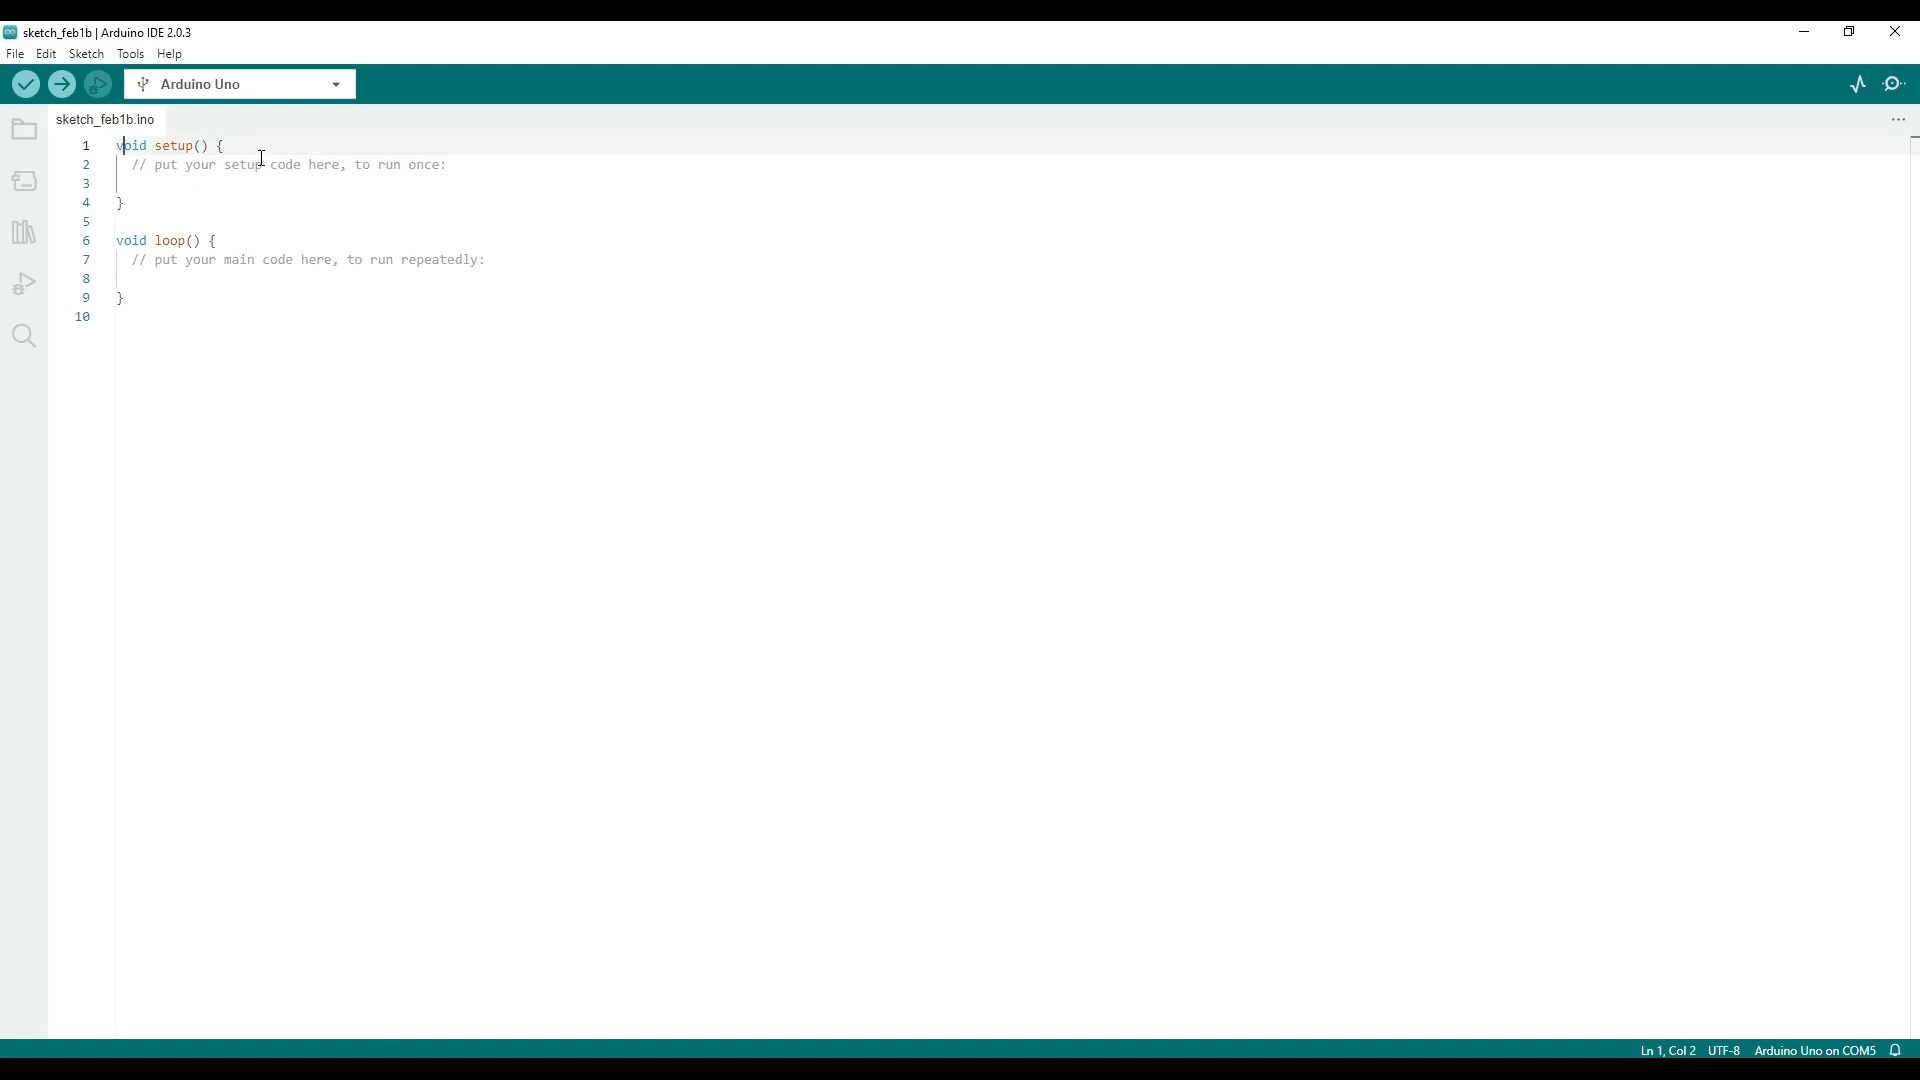 sketch_feb1b | Arduino IDE 2.0.3
File Edit Sketch Tools Help
Arduino Uno
sketch_feb1b.ino
1 void setup() {
2 // put your setup code here, to run once:
3
4 }
5
6 void loop() {
7 // put your main code here, to run repeatedly:
8
9 }
10
Ln 1, Col 2 UTF-8 Arduino Uno on COM5